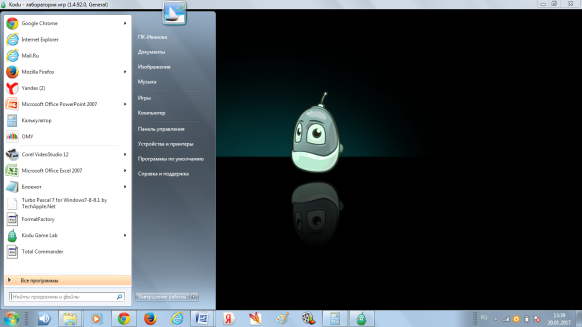 Kodu - лаборатория игр (1.4.92.0, General)
Google Chrome
Internet Explorer
Mail.Ru
Mozilla Firefox
Yandex (2)
Microsoft Office PowerPoint 2007
Калькулятор
ОМУ
Corel VideoStudio 12
Microsoft Office Excel 2007
Блокнот
Turbo Pascal 7 for Windows7-8-8.1 by
TechApple.Net
FormatFactory
Kodu Game Lab
Total Commander
Все программы
Найти программы и файлы
ПК-Иванова
Документы
Изображения
Музыка
Игры
Компьютер
Панель управления
Устройства и принтеры
Программы по умолчанию
Справка и поддержка
Завершение работы
RU
13:39
20.01.2017